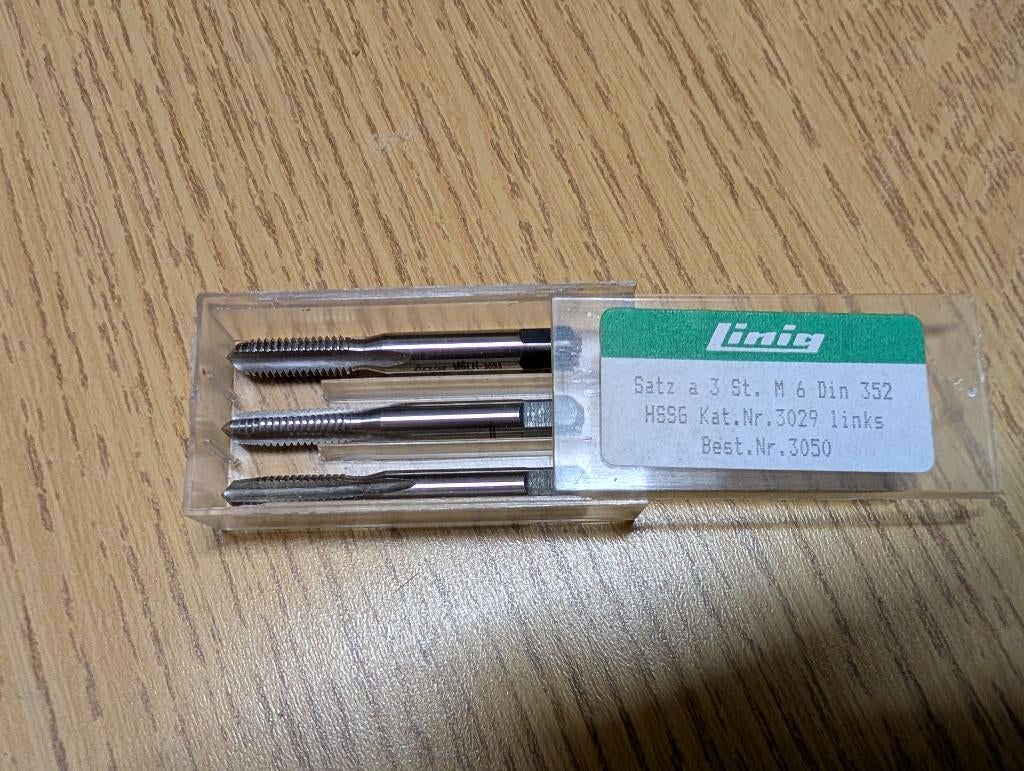 Linig
Satz a 3 St. M 6 Din 352
HSSG Kat.Nr.3029 links
Best.Nr.3050